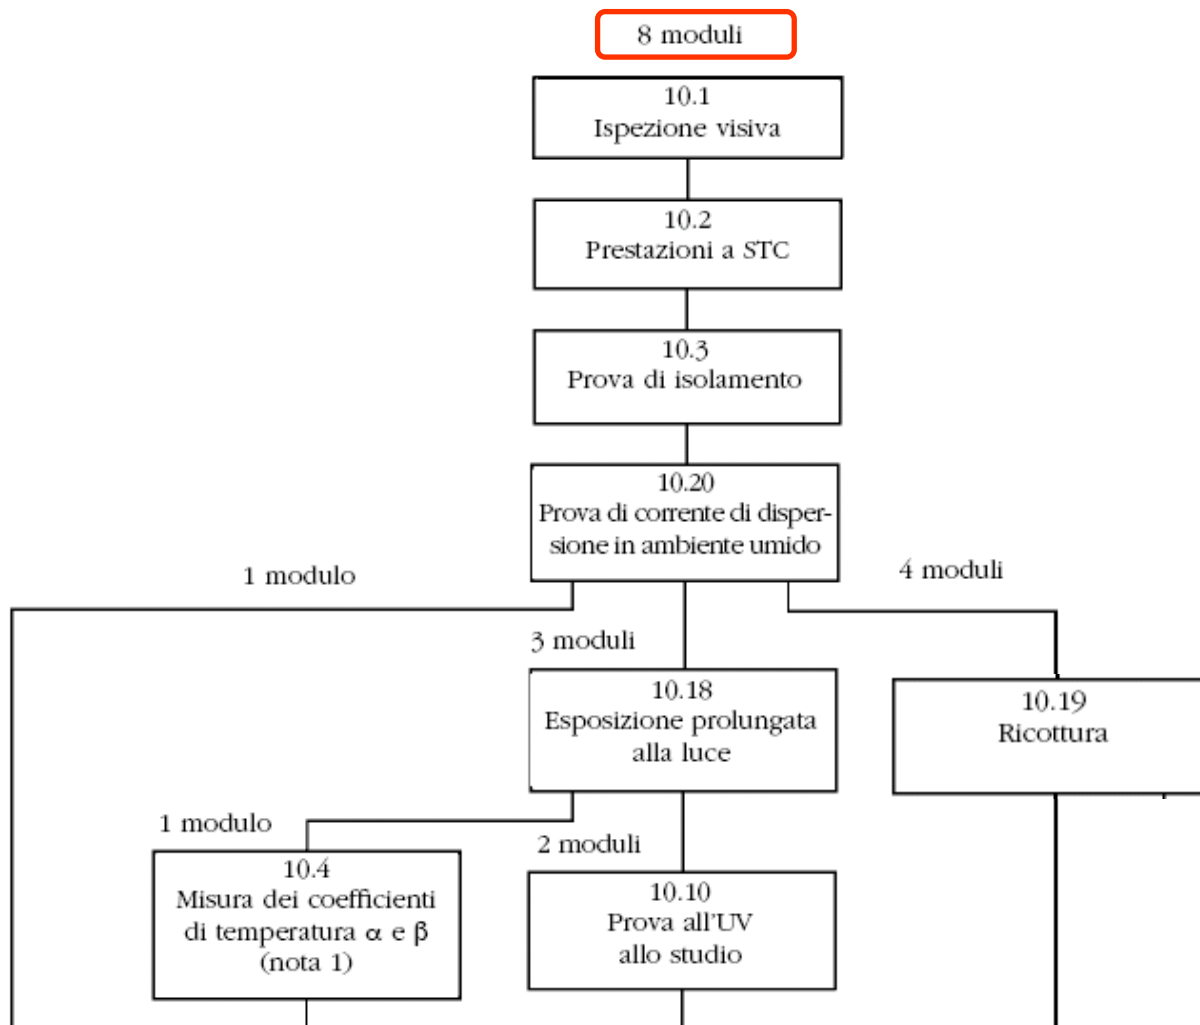 8 moduli
10.1
Ispezione visiva
10.2
Prestazioni a STC
10.3
Prova di isolamento
10.20
Prova di corrente di disper-
sione in ambiente umido
1 modulo
4 moduli
3 moduli
10.18
Esposizione prolungata
alla luce
10.19
Ricottura
1 modulo
2 moduli
10.4
Misura dei coefficienti
di temperatura α e β
(nota 1)
10.10
Prova all'UV
allo studio